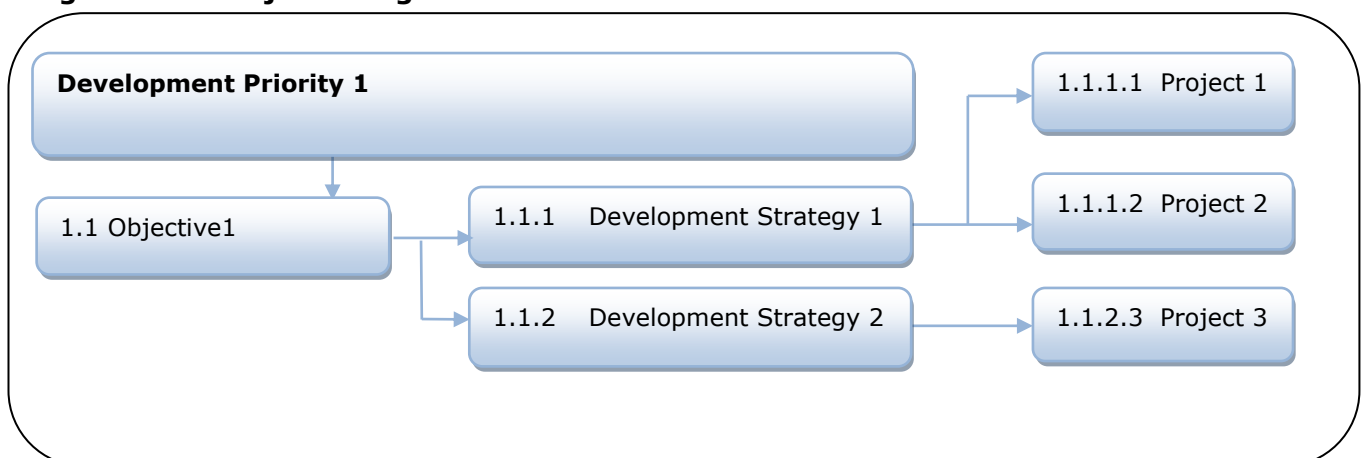 Development Priority 1
1.1.1.1 Project 1
1.1.1.2 Project 2
1.1 Objective1
1.1.1 Development Strategy 1
1.1.2 Development Strategy 2
1.1.2.3 Project 3